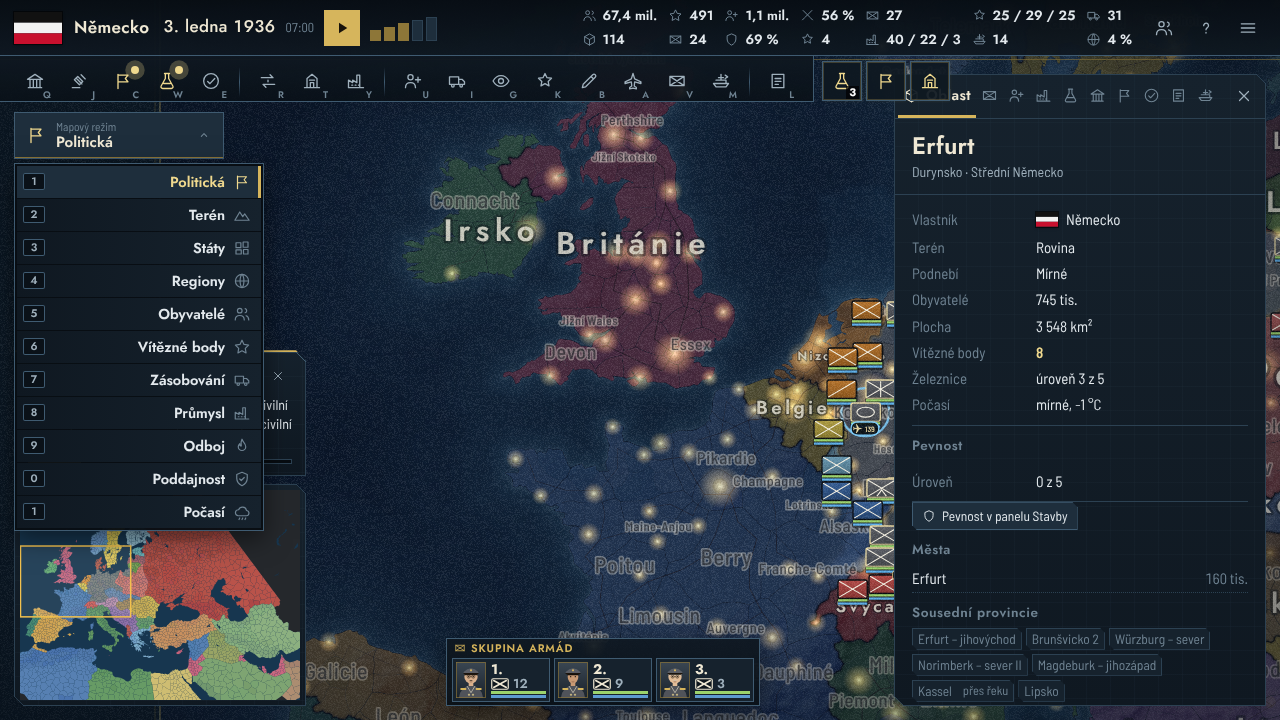 Německo 3. ledna 1936 07:00
67,4 mil. 491 1,1 mil. 56 % 27 25 / 29 / 25 31
114 24 69 % 4 40 / 22 / 3 14 4 %
Q J C W E R T Y U I G K B A V M L
3
Mapový režim
Politická
1 Politická
2 Terén
3 Státy
4 Regiony
5 Obyvatelé
6 Vítězné body
7 Zásobování
8 Průmysl
9 Odboj
0 Poddajnost
1 Počasí
Perthshire
Jižní Skotsko
Connacht
Irsko
Británie
Jižní Wales
Devon
Essex
Belgie
139
Pikardie
Champagne
Maine-Anjou
Poitou
Berry
Franche-Comté
Limousin
Auvergne
Galicie
León
Toulouse
Languedoc
SKUPINA ARMÁD
1. 12
2. 9
3. 3
Erfurt
Durynsko · Střední Německo
Vlastník Německo
Terén Rovina
Podnebí Mírné
Obyvatelé 745 tis.
Plocha 3 548 km²
Vítězné body 8
Železnice úroveň 3 z 5
Počasí mírné, -1 °C
Pevnost
Úroveň 0 z 5
Pevnost v panelu Stavby
Města
Erfurt 160 tis.
Sousední provincie
Erfurt – jihovýchod Brunšvicko 2 Würzburg – sever
Norimberk – sever II Magdeburk – jihozápad
Kassel přes řeku Lipsko